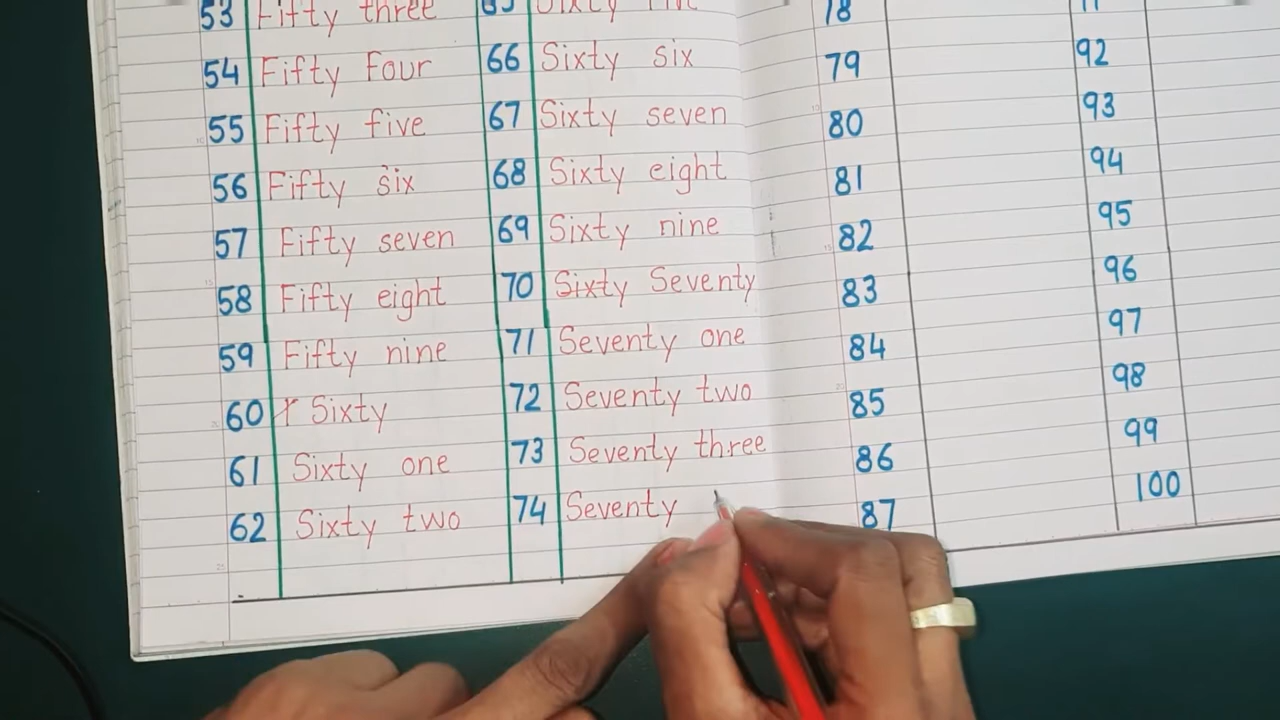 53 Fifty three
54 Fifty Four
55 Fifty five
56 Fifty six
57 Fifty seven
58 Fifty eight
59 Fifty nine
60 Sixty
61 Sixty one
62 Sixty two
65 Sixty five
66 Sixty six
67 Sixty seven
68 Sixty eight
69 Sixty nine
70 Sixty Seventy
71 Seventy one
72 Seventy two
73 Seventy three
74 Seventy
78
79
80
81
82
83
84
85
86
87
92
93
94
95
96
97
98
99
100